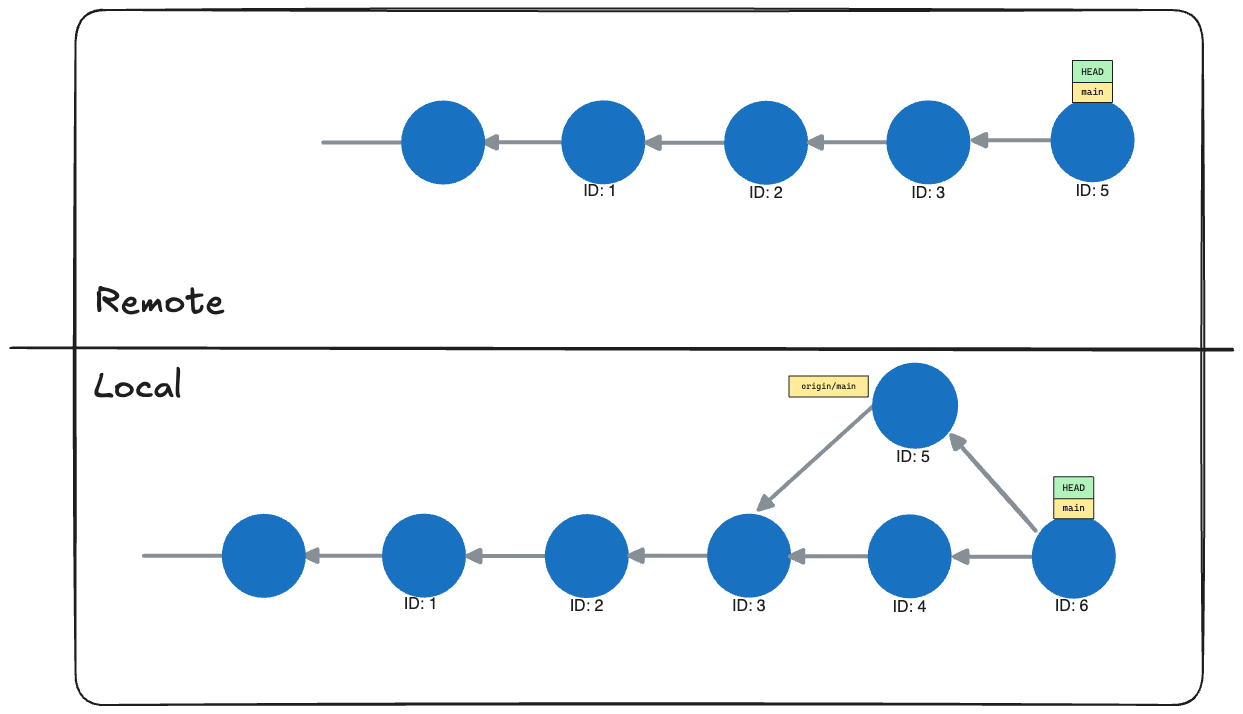 HEAD
main
ID: 1
ID: 2
ID: 3
ID: 5
Remote
Local
origin/main
ID: 5
HEAD
main
ID: 1
ID: 2
ID: 3
ID: 4
ID: 6